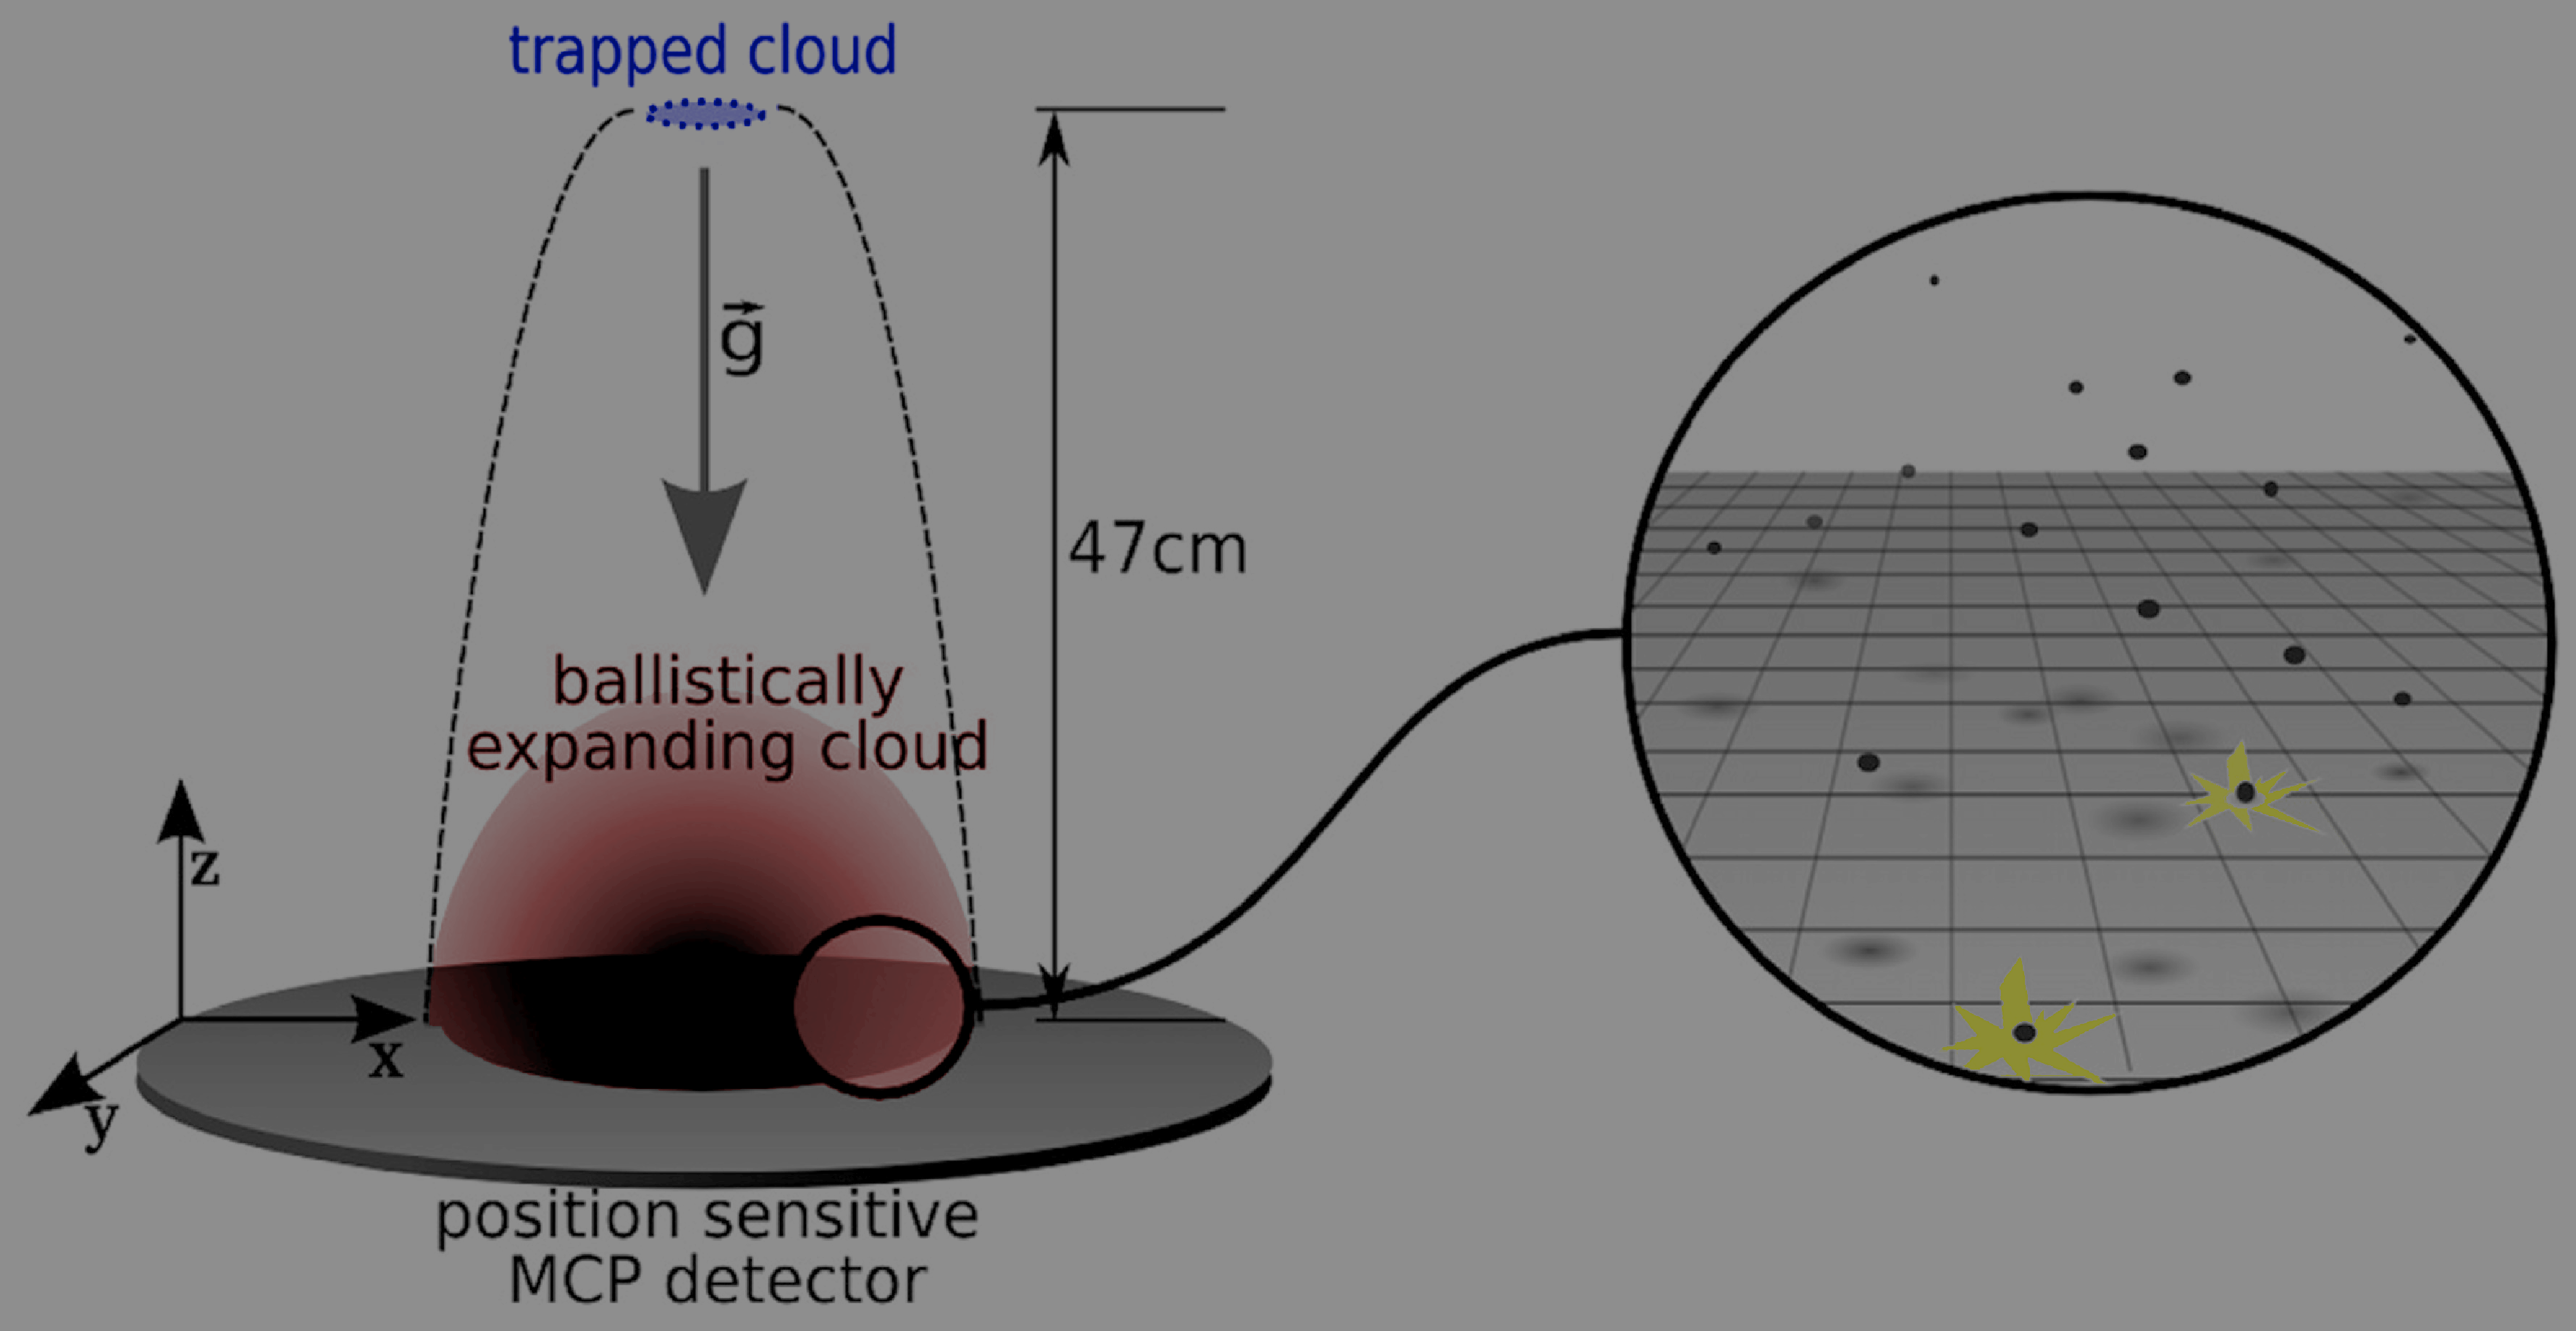 trapped cloud
g
47cm
ballistically
expanding cloud
z
x
y
position sensitive
MCP detector